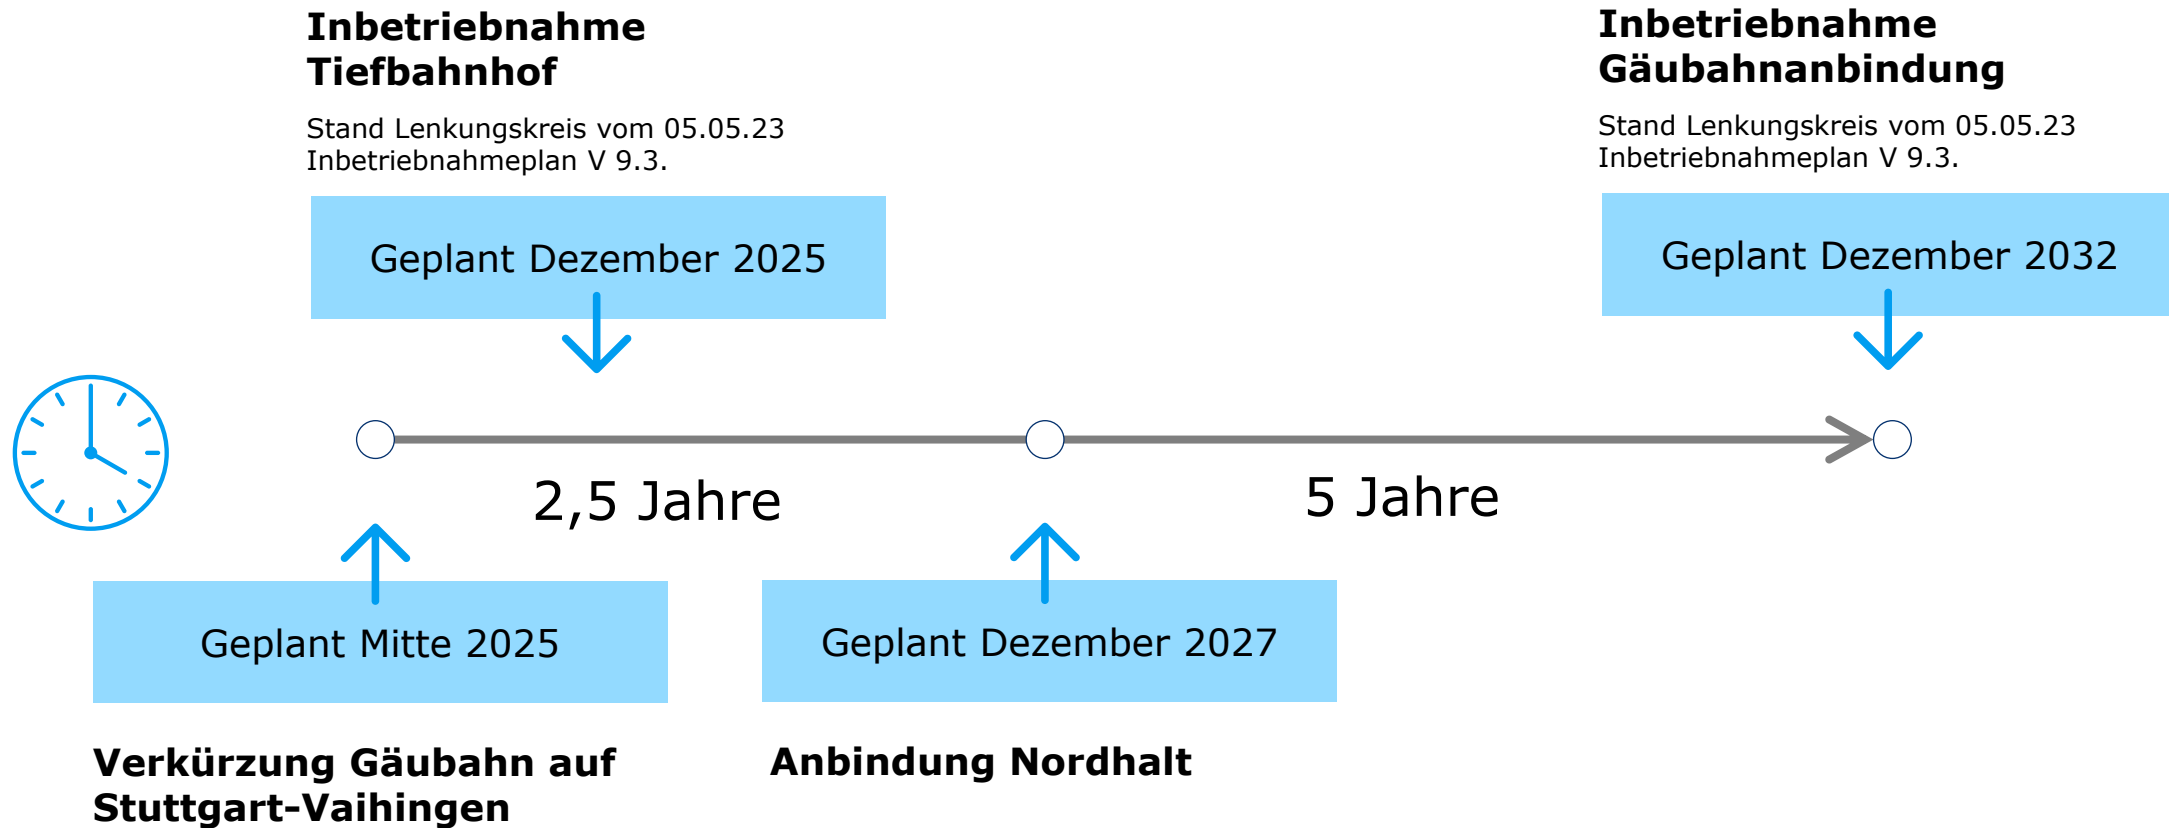 Inbetriebnahme
Tiefbahnhof
Stand Lenkungskreis vom 05.05.23
Inbetriebnahmeplan V 9.3.
Geplant Dezember 2025
Inbetriebnahme
Gäubahnanbindung
Stand Lenkungskreis vom 05.05.23
Inbetriebnahmeplan V 9.3.
Geplant Dezember 2032
2,5 Jahre
5 Jahre
Geplant Mitte 2025
Verkürzung Gäubahn auf
Stuttgart-Vaihingen
Geplant Dezember 2027
Anbindung Nordhalt